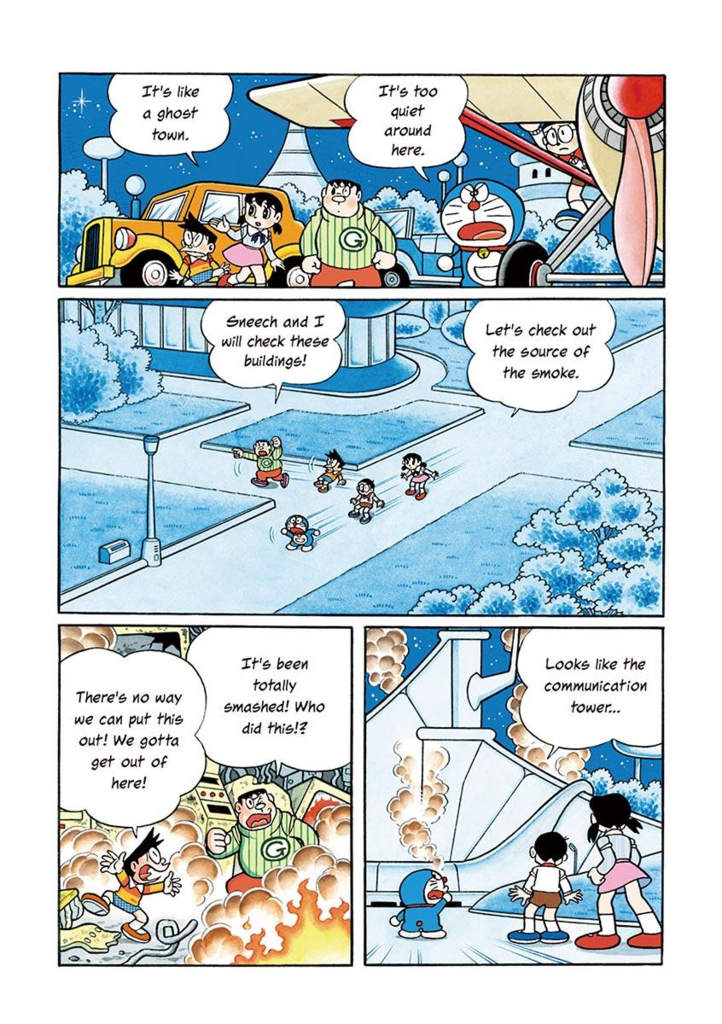 It's like
a ghost
town.
It's too
quiet
around
here.
G
Sneech and I
will check these
buildings!
Let's check out
the source of
the smoke.
There's no way
we can put this
out! We gotta
get out of
here!
It's been
totally
smashed! Who
did this!?
G
Looks like the
communication
tower...